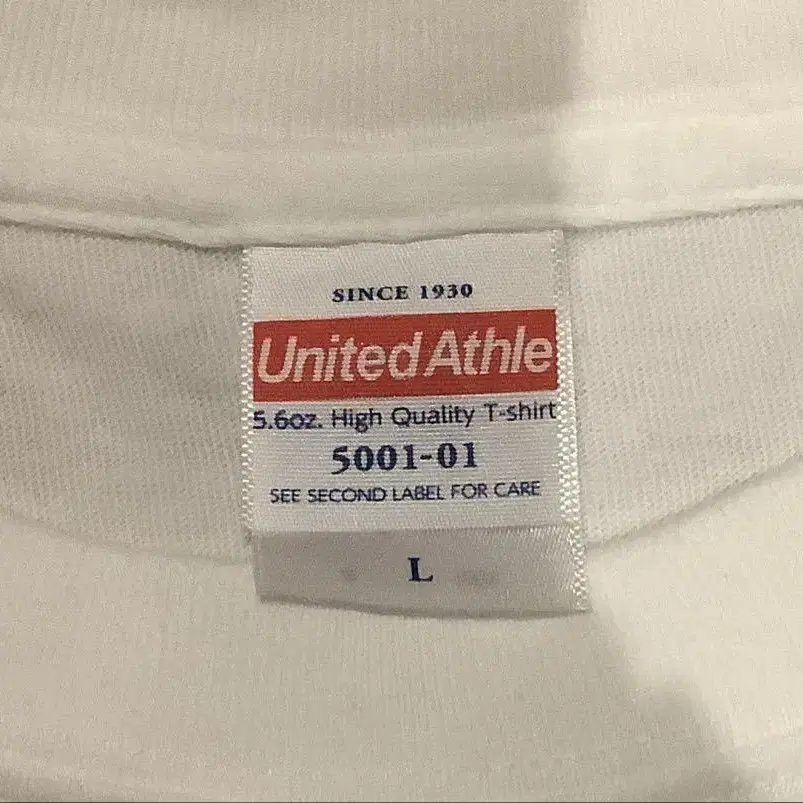 SINCE 1930
United Athle
5.6oz. High Quality T-shirt
5001-01
SEE SECOND LABEL FOR CARE
L